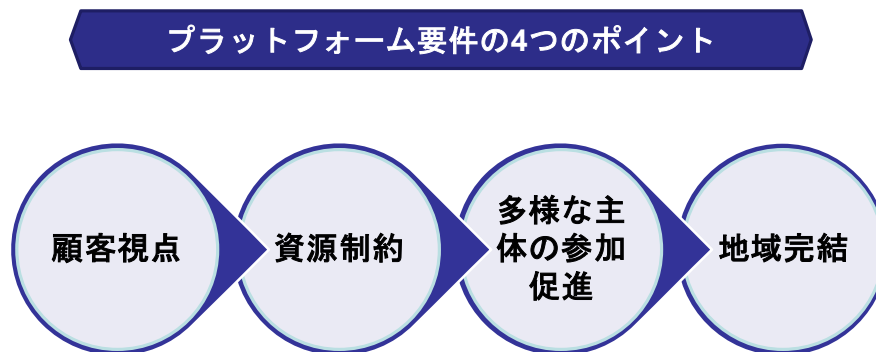 プラットフォーム要件の4つのポイント
顧客視点
資源制約
多様な主
体の参加
促進
地域完結